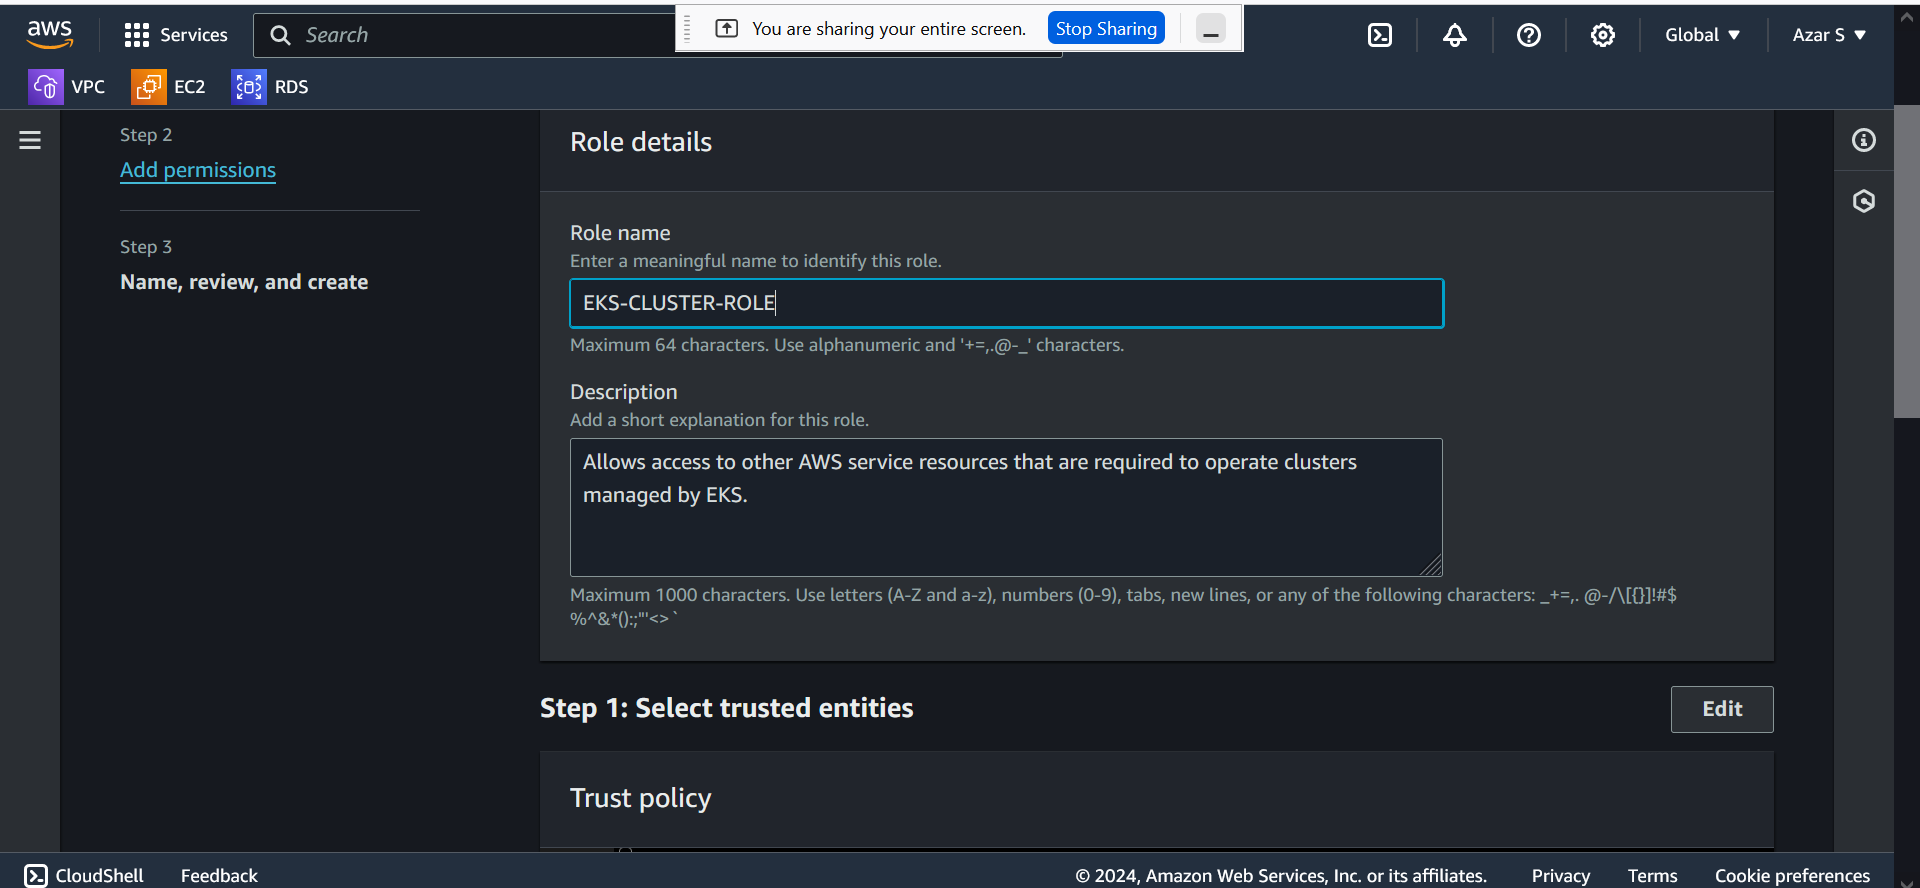 You are sharing your entire screen. Stop Sharing
aws Services Search Global Azar S
VPC EC2 RDS
Step 2
Add permissions
Step 3
Name, review, and create
Role details
Role name
Enter a meaningful name to identify this role.
EKS-CLUSTER-ROLE
Maximum 64 characters. Use alphanumeric and '+=,.@-_' characters.
Description
Add a short explanation for this role.
Allows access to other AWS service resources that are required to operate clusters
managed by EKS.
Maximum 1000 characters. Use letters (A-Z and a-z), numbers (0-9), tabs, new lines, or any of the following characters: _+=,. @-/\[{}]!#$
%^&*();:"'<>`
Step 1: Select trusted entities Edit
Trust policy
CloudShell Feedback © 2024, Amazon Web Services, Inc. or its affiliates. Privacy Terms Cookie preferences